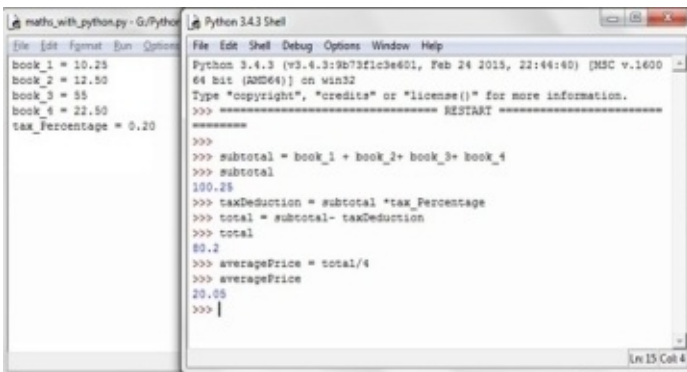 maths_with_python.py - G:/Python
File Edit Format Run Options
book_1 = 10.25
book_2 = 12.50
book_3 = 55
book_4 = 22.50
tax_Percentage = 0.20
Python 3.4.3 Shell
File Edit Shell Debug Options Window Help
Python 3.4.3 (v3.4.3:9b73f1c3e601, Feb 24 2015, 22:44:40) [MSC v.1600
64 bit (AMD64)] on win32
Type "copyright", "credits" or "license()" for more information.
>>> ================================ RESTART ========================
========
>>>
>>> subtotal = book_1 + book_2+ book_3+ book_4
>>> subtotal
100.25
>>> taxDeduction = subtotal *tax_Percentage
>>> total = subtotal- taxDeduction
>>> total
80.2
>>> averagePrice = total/4
>>> averagePrice
20.05
>>>
Ln: 15 Col: 4